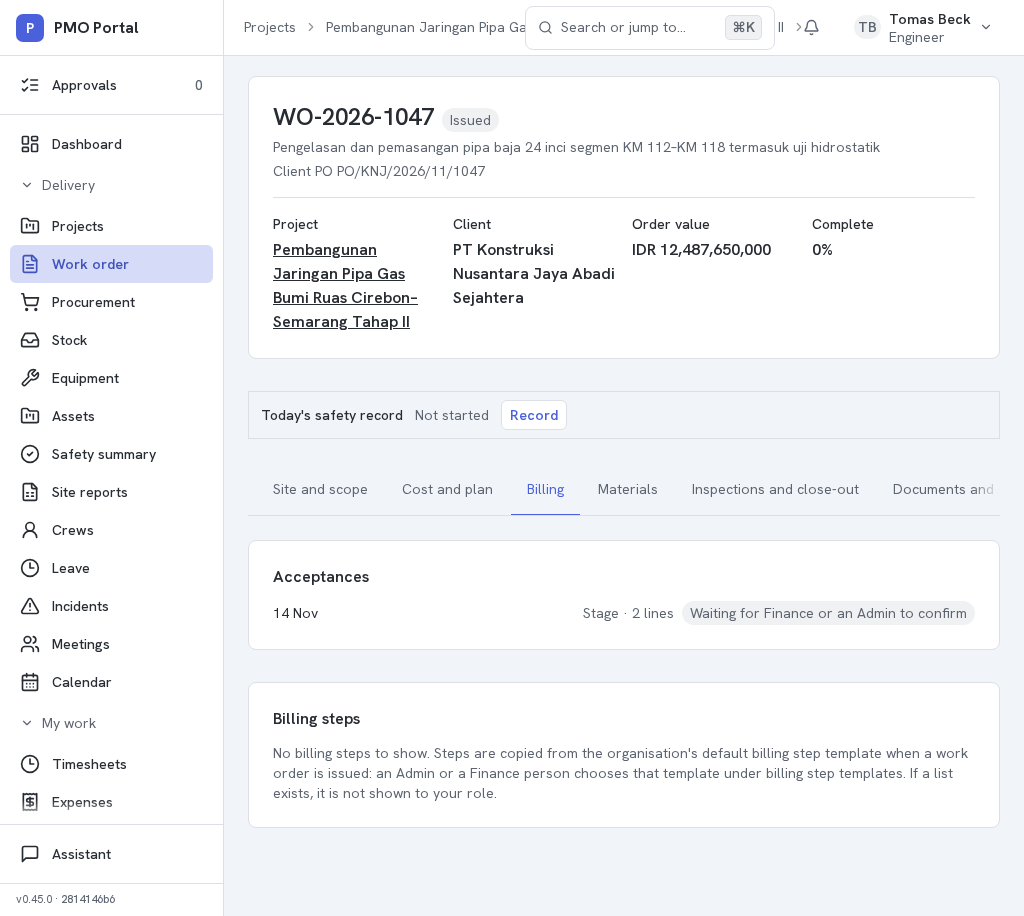 P PMO Portal
Projects > Pembangunan Jaringan Pipa Ga
Search or jump to... ⌘K
II >
TB Tomas Beck
Engineer
Approvals 0
Dashboard
Delivery
Projects
Work order
Procurement
Stock
Equipment
Assets
Safety summary
Site reports
Crews
Leave
Incidents
Meetings
Calendar
My work
Timesheets
Expenses
Assistant
v0.45.0 · 2814146b6
WO-2026-1047 Issued
Pengelasan dan pemasangan pipa baja 24 inci segmen KM 112–KM 118 termasuk uji hidrostatik
Client PO PO/KNJ/2026/11/1047
Project Client Order value Complete
Pembangunan
Jaringan Pipa Gas
Bumi Ruas Cirebon–
Semarang Tahap II
PT Konstruksi
Nusantara Jaya Abadi
Sejahtera
IDR 12,487,650,000
0%
Today's safety record Not started Record
Site and scope Cost and plan Billing Materials Inspections and close-out Documents and
Acceptances
14 Nov Stage · 2 lines Waiting for Finance or an Admin to confirm
Billing steps
No billing steps to show. Steps are copied from the organisation's default billing step template when a work
order is issued: an Admin or a Finance person chooses that template under billing step templates. If a list
exists, it is not shown to your role.